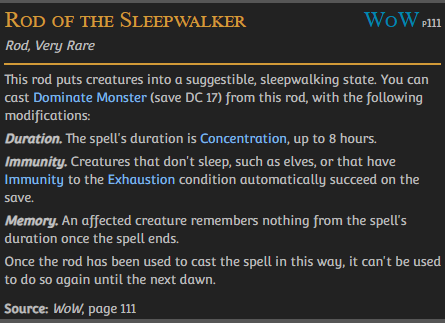 Rod of the Sleepwalker WoW p111
Rod, Very Rare
This rod puts creatures into a suggestible, sleepwalking state. You can
cast Dominate Monster (save DC 17) from this rod, with the following
modifications:
Duration. The spell's duration is Concentration, up to 8 hours.
Immunity. Creatures that don't sleep, such as elves, or that have
Immunity to the Exhaustion condition automatically succeed on the
save.
Memory. An affected creature remembers nothing from the spell's
duration once the spell ends.
Once the rod has been used to cast the spell in this way, it can't be used
to do so again until the next dawn.
Source: WoW, page 111